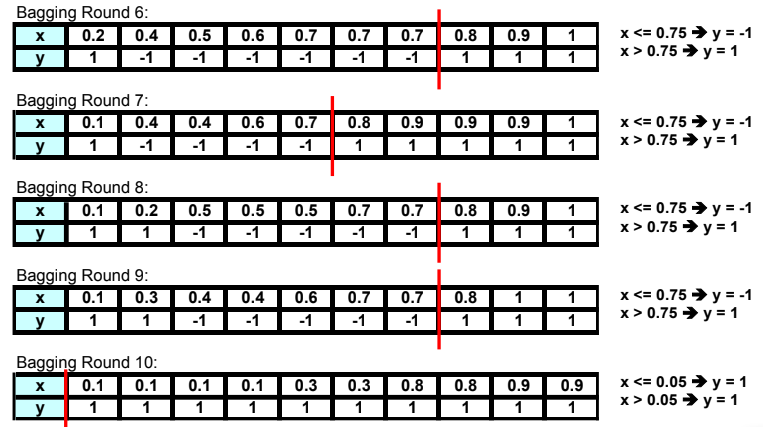 Bagging Round 6:
x 0.2 0.4 0.5 0.6 0.7 0.7 0.7 0.8 0.9 1
y 1 -1 -1 -1 -1 -1 -1 1 1 1
x <= 0.75 ➔ y = -1
x > 0.75 ➔ y = 1
Bagging Round 7:
x 0.1 0.4 0.4 0.6 0.7 0.8 0.9 0.9 0.9 1
y 1 -1 -1 -1 -1 1 1 1 1 1
x <= 0.75 ➔ y = -1
x > 0.75 ➔ y = 1
Bagging Round 8:
x 0.1 0.2 0.5 0.5 0.5 0.7 0.7 0.8 0.9 1
y 1 1 -1 -1 -1 -1 -1 1 1 1
x <= 0.75 ➔ y = -1
x > 0.75 ➔ y = 1
Bagging Round 9:
x 0.1 0.3 0.4 0.4 0.6 0.7 0.7 0.8 1 1
y 1 1 -1 -1 -1 -1 -1 1 1 1
x <= 0.75 ➔ y = -1
x > 0.75 ➔ y = 1
Bagging Round 10:
x 0.1 0.1 0.1 0.1 0.3 0.3 0.8 0.8 0.9 0.9
y 1 1 1 1 1 1 1 1 1 1
x <= 0.05 ➔ y = 1
x > 0.05 ➔ y = 1